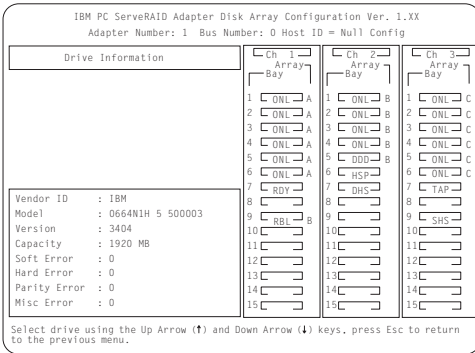 IBM PC ServeRAID Adapter Disk Array Configuration Ver. 1.XX
Adapter Number: 1 Bus Number: 0 Host ID = Null Config
Drive Information
Vendor ID : IBM
Model : 0664N1H 5 500003
Version : 3404
Capacity : 1920 MB
Soft Error : 0
Hard Error : 0
Parity Error : 0
Misc Error : 0
Ch 1
Array
Bay
1 ONL A
2 ONL A
3 ONL A
4 ONL A
5 ONL A
6 ONL A
7 RDY
8
9 RBL B
10
11
12
13
14
15
Ch 2
Array
Bay
1 ONL B
2 ONL B
3 ONL B
4 ONL B
5 DDD B
6 HSP
7 DHS
8
9
10
11
12
13
14
15
Ch 3
Array
Bay
1 ONL C
2 ONL C
3 ONL C
4 ONL C
5 ONL C
6 ONL C
7 TAP
8
9 SHS
10
11
12
13
14
15
Select drive using the Up Arrow (↑) and Down Arrow (↓) keys, press Esc to return
to the previous menu.